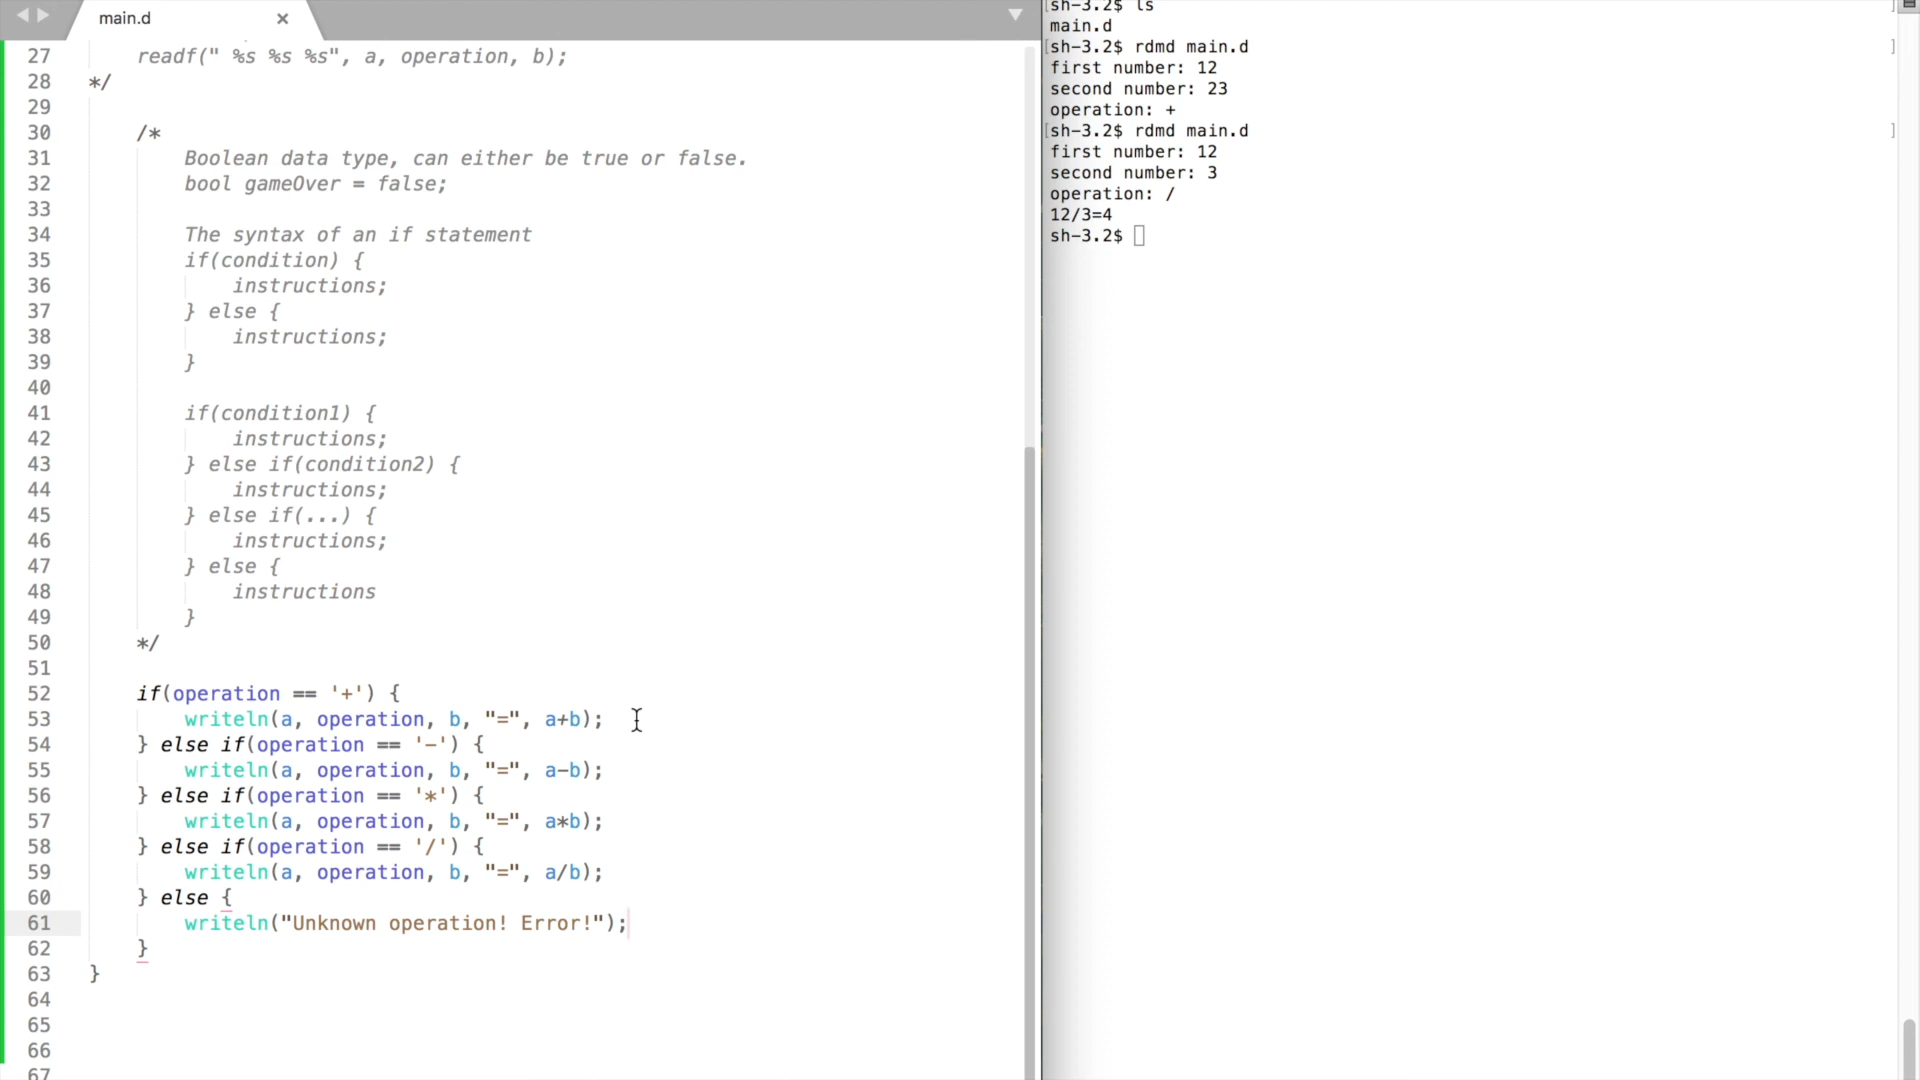 main.d
27 readf(" %s %s %s", a, operation, b);
28 */
29
30 /*
31 Boolean data type, can either be true or false.
32 bool gameOver = false;
33
34 The syntax of an if statement
35 if(condition) {
36 instructions;
37 } else {
38 instructions;
39 }
40
41 if(condition1) {
42 instructions;
43 } else if(condition2) {
44 instructions;
45 } else if(...) {
46 instructions;
47 } else {
48 instructions
49 }
50 */
51
52 if(operation == '+') {
53 writeln(a, operation, b, "=", a+b);
54 } else if(operation == '-') {
55 writeln(a, operation, b, "=", a-b);
56 } else if(operation == '*') {
57 writeln(a, operation, b, "=", a*b);
58 } else if(operation == '/') {
59 writeln(a, operation, b, "=", a/b);
60 } else {
61 writeln("Unknown operation! Error!");
62 }
63 }
64
65
66
67
[sh-3.2$ ls ]
main.d
[sh-3.2$ rdmd main.d ]
first number: 12
second number: 23
operation: +
[sh-3.2$ rdmd main.d ]
first number: 12
second number: 3
operation: /
12/3=4
sh-3.2$